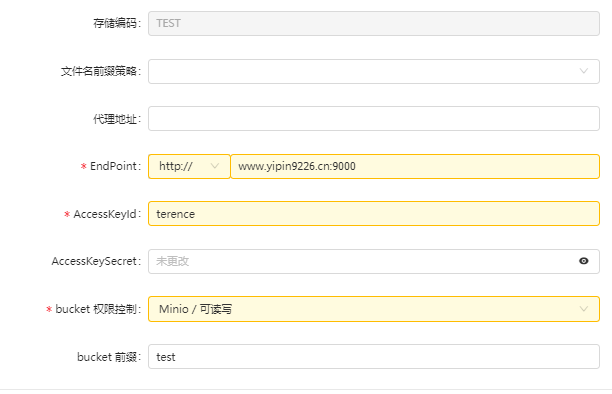 存储编码: TEST
文件名前缀策略:
代理地址:
* EndPoint: http:// www.yipin9226.cn:9000
* AccessKeyId: terence
AccessKeySecret: 未更改
* bucket 权限控制: Minio / 可读写
bucket 前缀: test